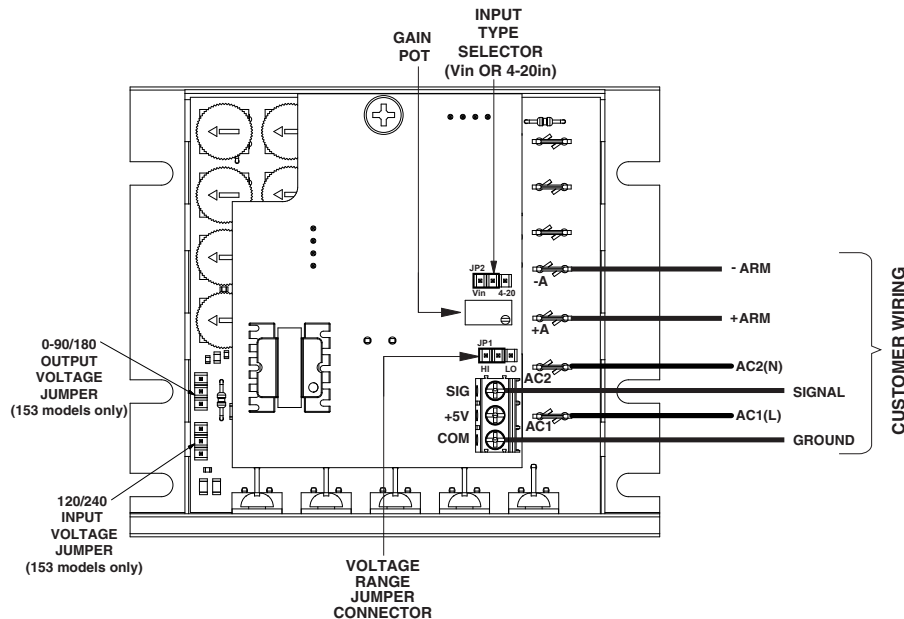 INPUT
TYPE
SELECTOR
(Vin OR 4-20in)
GAIN
POT
JP2
Vin 4-20
-A
- ARM
+A
+ARM
JP1
HI LO
AC2
AC2(N)
SIG
SIGNAL
+5V
AC1
AC1(L)
COM
GROUND
CUSTOMER WIRING
0-90/180
OUTPUT
VOLTAGE
JUMPER
(153 models only)
120/240
INPUT
VOLTAGE
JUMPER
(153 models only)
VOLTAGE
RANGE
JUMPER
CONNECTOR